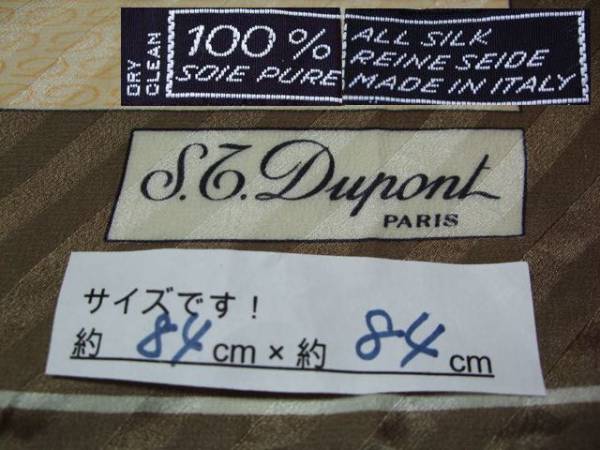 DRY CLEAN
100%
SOIE PURE
ALL SILK
REINE SEIDE
MADE IN ITALY
S.T. Dupont
PARIS
サイズです!
約 84 cm × 約 84 cm